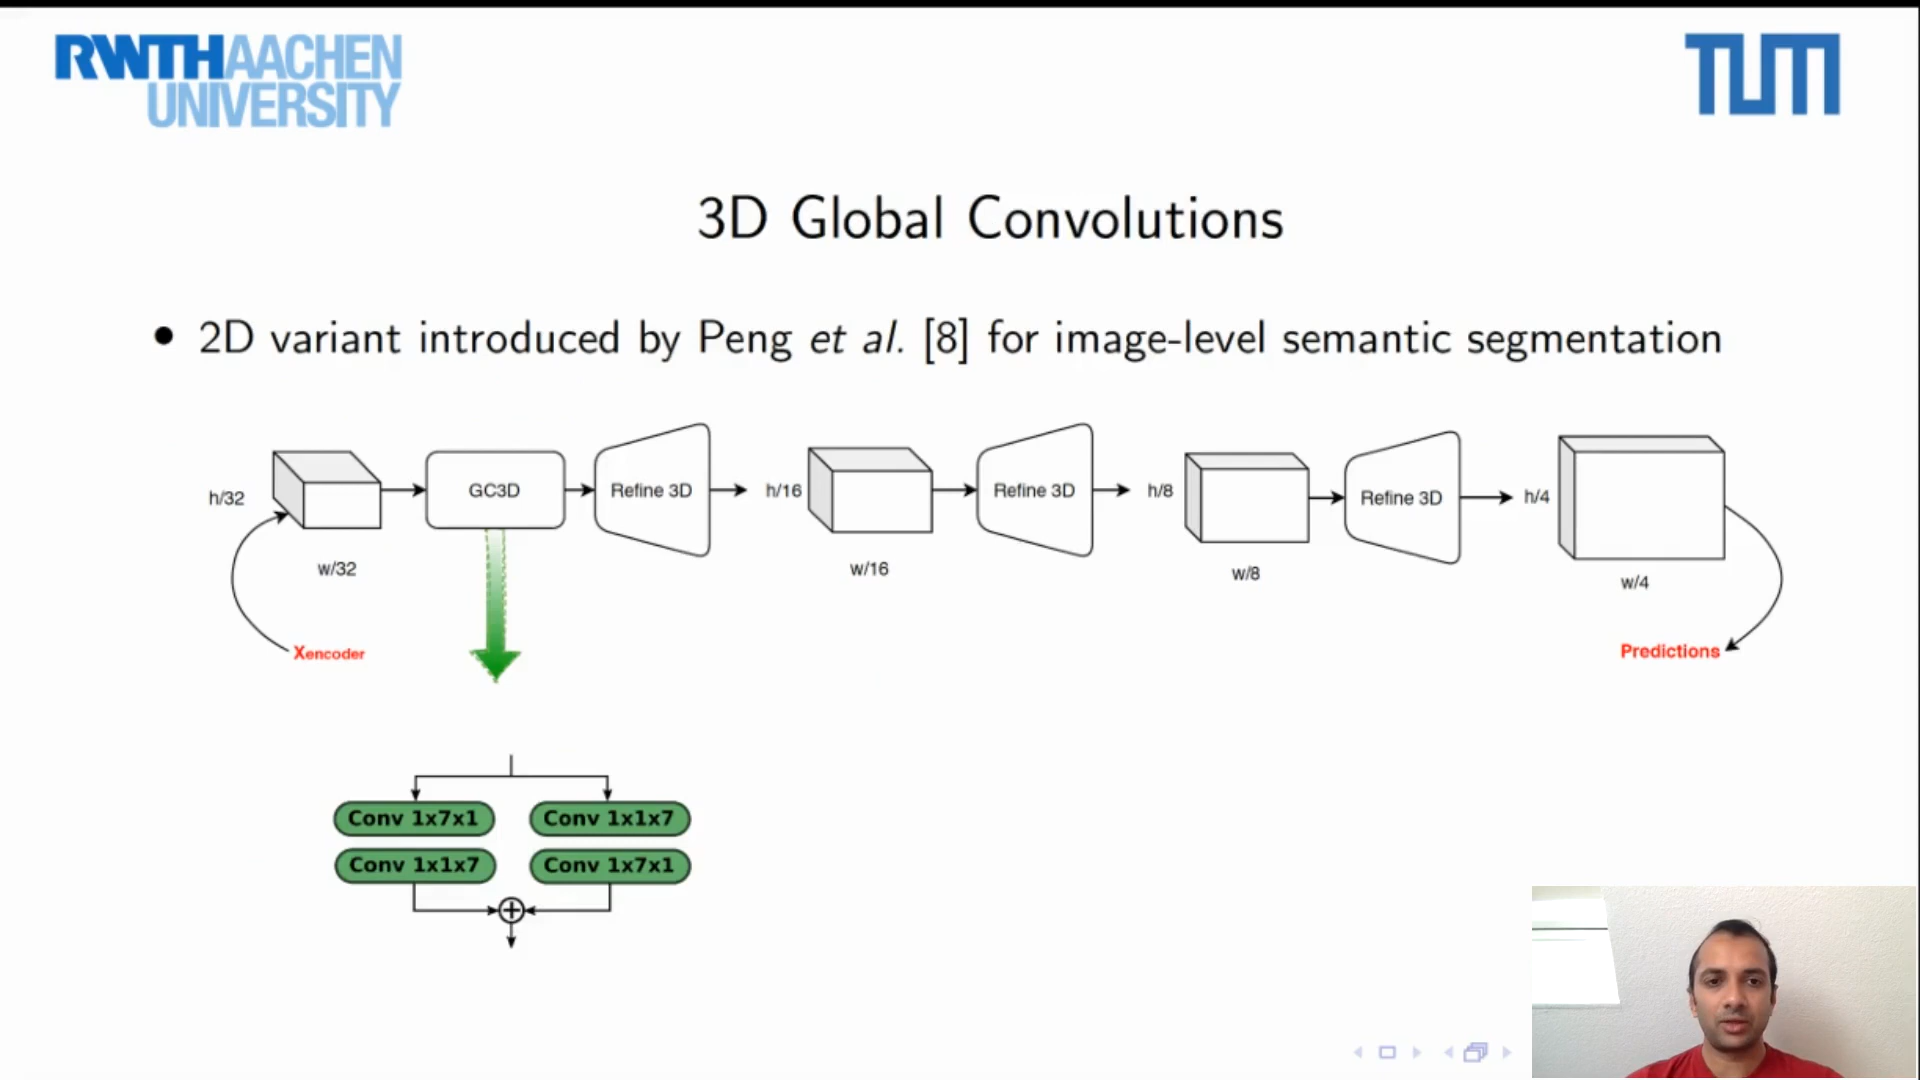 RWTHAACHEN
UNIVERSITY
TUM
3D Global Convolutions
• 2D variant introduced by Peng et al. [8] for image-level semantic segmentation
h/32
w/32
GC3D
Refine 3D
h/16
w/16
Refine 3D
h/8
w/8
Refine 3D
h/4
w/4
Xencoder
Predictions
Conv 1x7x1
Conv 1x1x7
Conv 1x1x7
Conv 1x7x1